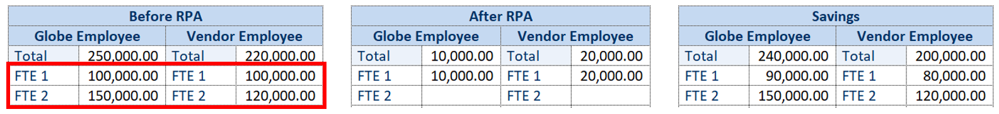 Before RPA
Globe Employee Vendor Employee
Total 250,000.00 Total 220,000.00
FTE 1 100,000.00 FTE 1 100,000.00
FTE 2 150,000.00 FTE 2 120,000.00
After RPA
Globe Employee Vendor Employee
Total 10,000.00 Total 20,000.00
FTE 1 10,000.00 FTE 1 20,000.00
FTE 2 FTE 2
Savings
Globe Employee Vendor Employee
Total 240,000.00 Total 200,000.00
FTE 1 90,000.00 FTE 1 80,000.00
FTE 2 150,000.00 FTE 2 120,000.00